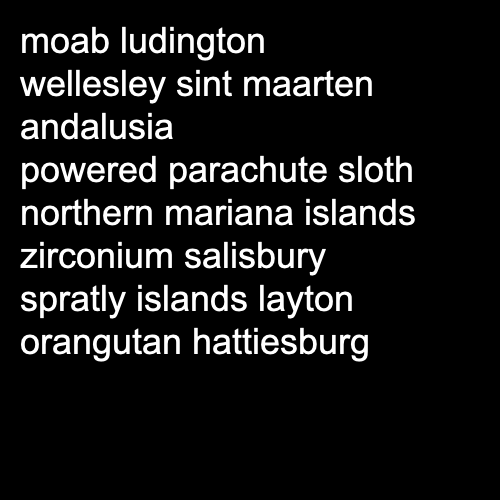 moab ludington
wellesley sint maarten
andalusia
powered parachute sloth
northern mariana islands
zirconium salisbury
spratly islands layton
orangutan hattiesburg